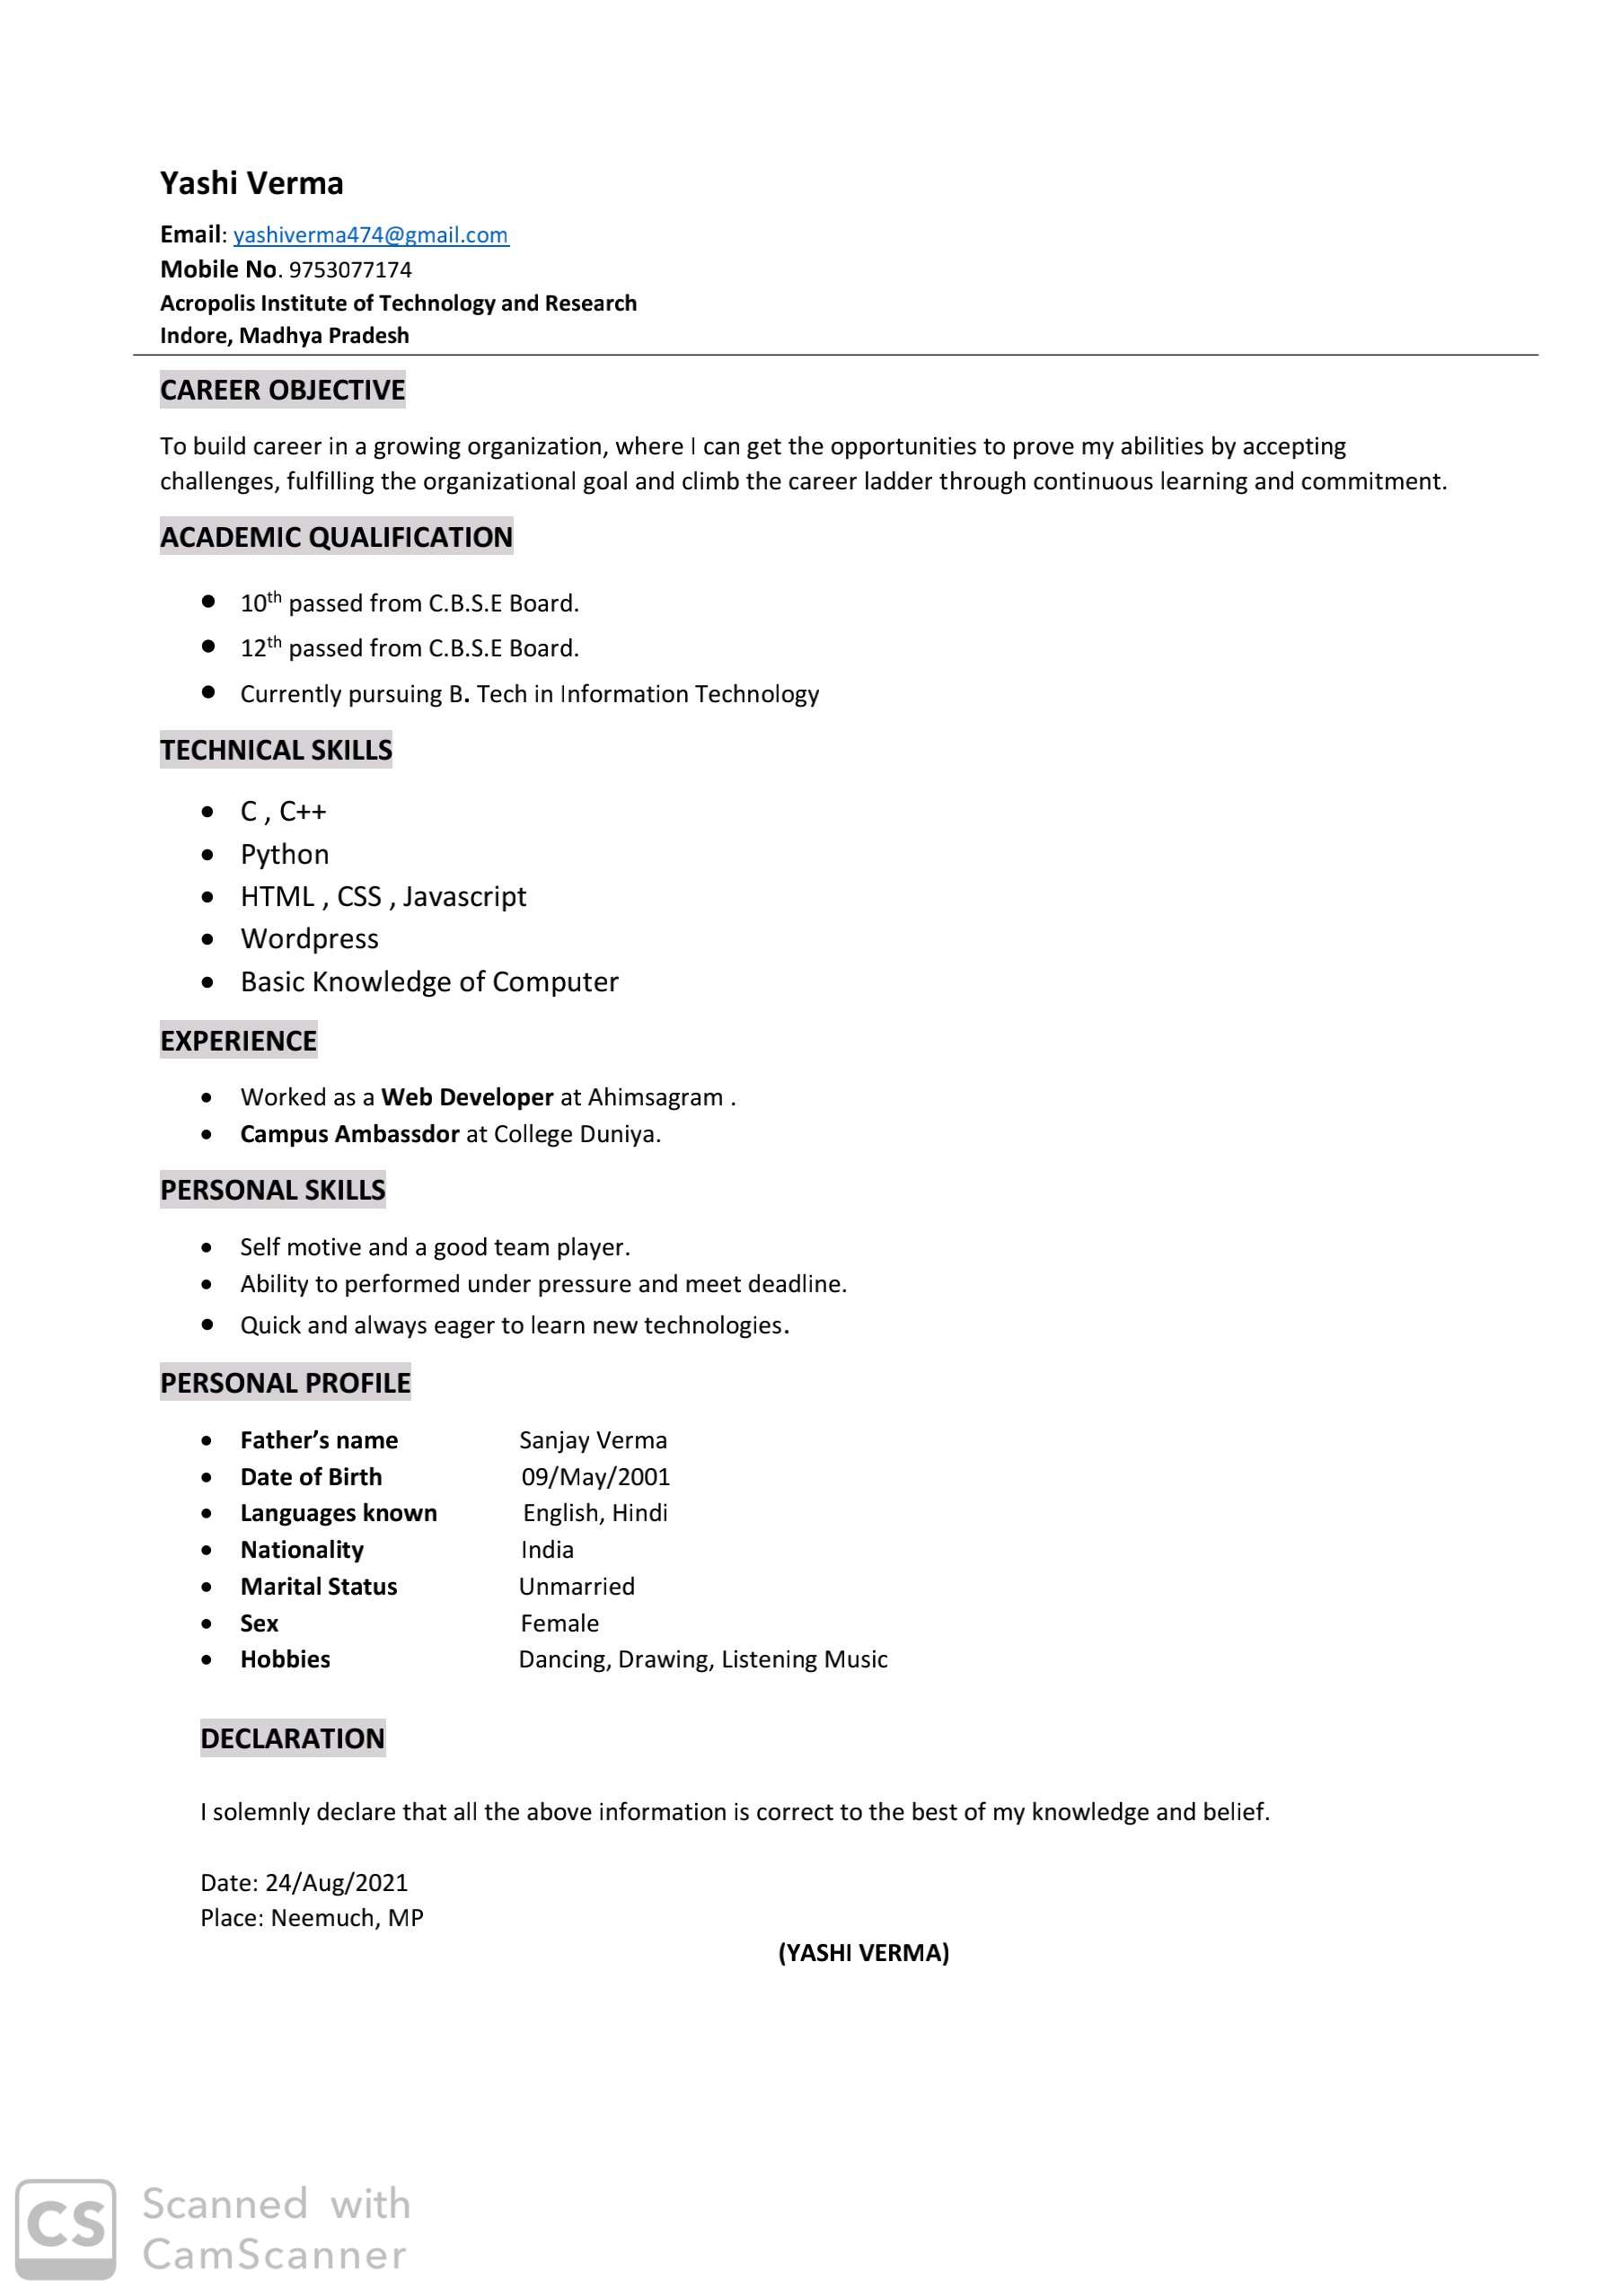 Yashi Verma
Email: yashiverma474@gmail.com
Mobile No. 9753077174
Acropolis Institute of Technology and Research
Indore, Madhya Pradesh
CAREER OBJECTIVE
To build career in a growing organization, where I can get the opportunities to prove my abilities by accepting
challenges, fulfilling the organizational goal and climb the career ladder through continuous learning and commitment.
ACADEMIC QUALIFICATION
• 10th passed from C.B.S.E Board.
• 12th passed from C.B.S.E Board.
• Currently pursuing B. Tech in Information Technology
TECHNICAL SKILLS
• C , C++
• Python
• HTML , CSS , Javascript
• Wordpress
• Basic Knowledge of Computer
EXPERIENCE
• Worked as a Web Developer at Ahimsagram .
• Campus Ambassdor at College Duniya.
PERSONAL SKILLS
• Self motive and a good team player.
• Ability to performed under pressure and meet deadline.
• Quick and always eager to learn new technologies.
PERSONAL PROFILE
• Father’s name Sanjay Verma
• Date of Birth 09/May/2001
• Languages known English, Hindi
• Nationality India
• Marital Status Unmarried
• Sex Female
• Hobbies Dancing, Drawing, Listening Music
DECLARATION
I solemnly declare that all the above information is correct to the best of my knowledge and belief.
Date: 24/Aug/2021
Place: Neemuch, MP
(YASHI VERMA)
CS Scanned with
CamScanner